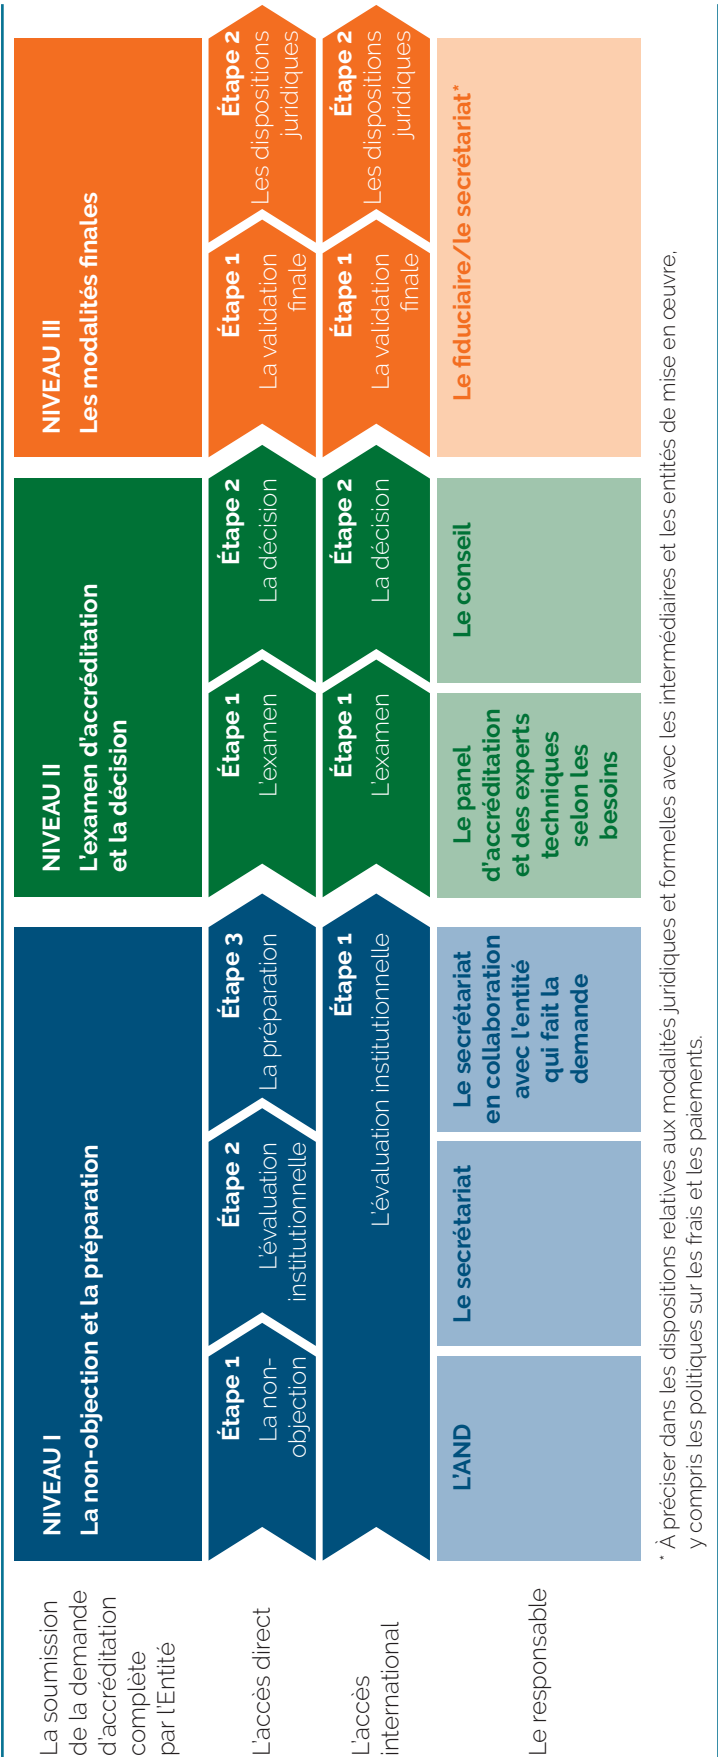 La soumission
de la demande
d'accréditation
complète
par l'Entité
NIVEAU I
La non-objection et la préparation
NIVEAU II
L'examen d'accréditation
et la décision
NIVEAU III
Les modalités finales
L'accès direct
Étape 1
La non-
objection
Étape 2
L'évaluation
institutionnelle
Étape 3
La préparation
Étape 1
L'examen
Étape 2
La décision
Étape 1
La validation
finale
Étape 2
Les dispositions
juridiques
L'accès
international
Étape 1
L'évaluation institutionnelle
Étape 1
L'examen
Étape 2
La décision
Étape 1
La validation
finale
Étape 2
Les dispositions
juridiques
Le responsable
L'AND
Le secrétariat
Le secrétariat
en collaboration
avec l'entité
qui fait la
demande
Le panel
d'accréditation
et des experts
techniques
selon les
besoins
Le conseil
Le fiduciaire/le secrétariat*
* À préciser dans les dispositions relatives aux modalités juridiques et formelles avec les intermédiaires et les entités de mise en œuvre,
y compris les politiques sur les frais et les paiements.